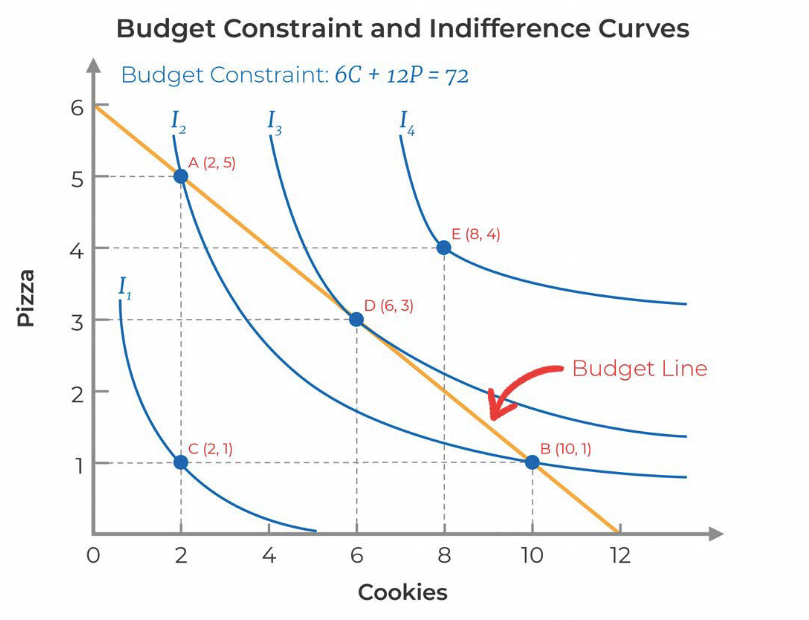 Budget Constraint and Indifference Curves
Budget Constraint: 6C + 12P = 72
6
I2
I3
I4
A (2, 5)
5
E (8, 4)
4
Pizza
I1
D (6, 3)
3
Budget Line
2
C (2, 1)
B (10, 1)
1
0
2
4
6
8
10
12
Cookies